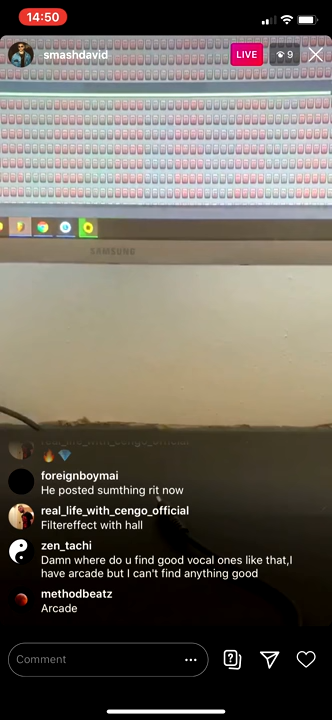 14:50
smashdavid
LIVE
9
SAMSUNG
real_life_with_cengo_official
foreignboymai
He posted sumthing rit now
real_life_with_cengo_official
Filtereffect with hall
zen_tachi
Damn where do u find good vocal ones like that,I
have arcade but I can't find anything good
methodbeatz
Arcade
Comment